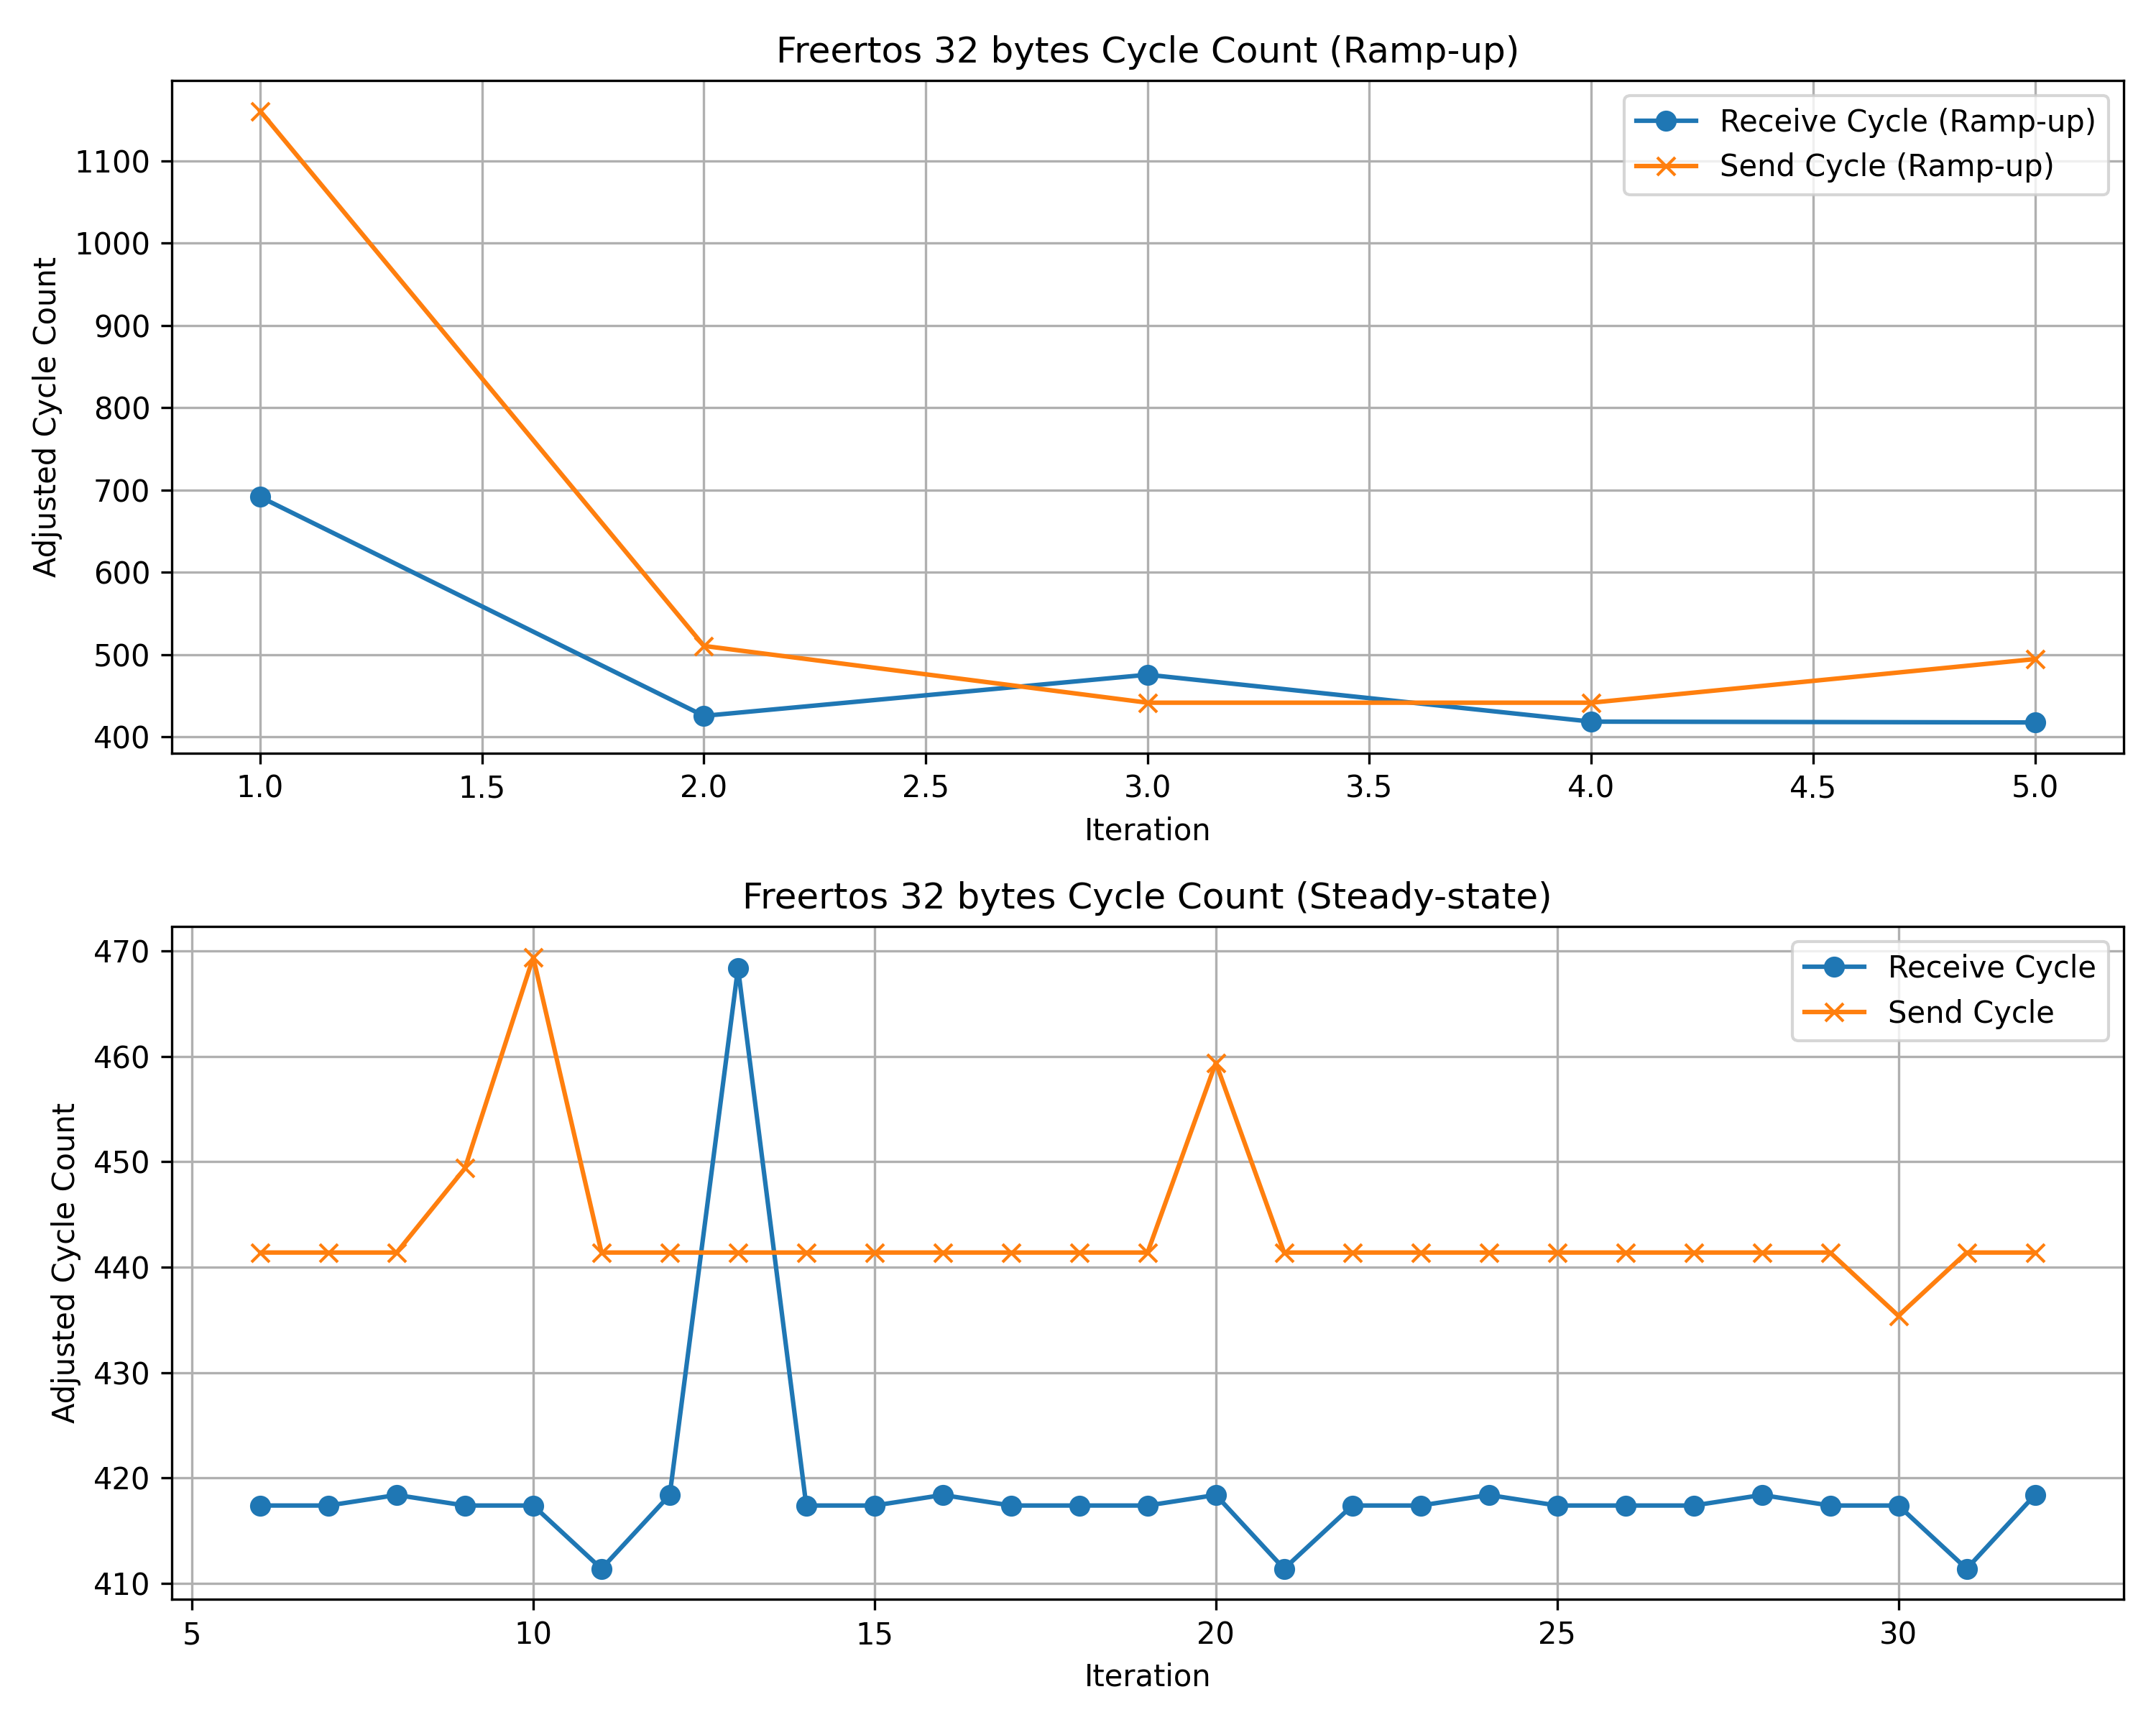 Freertos 32 bytes Cycle Count (Ramp-up)
Adjusted Cycle Count
1100
1000
900
800
700
600
500
400
Receive Cycle (Ramp-up)
Send Cycle (Ramp-up)
1.0 1.5 2.0 2.5 3.0 3.5 4.0 4.5 5.0
Iteration
Freertos 32 bytes Cycle Count (Steady-state)
Adjusted Cycle Count
470
460
450
440
430
420
410
Receive Cycle
Send Cycle
5 10 15 20 25 30
Iteration